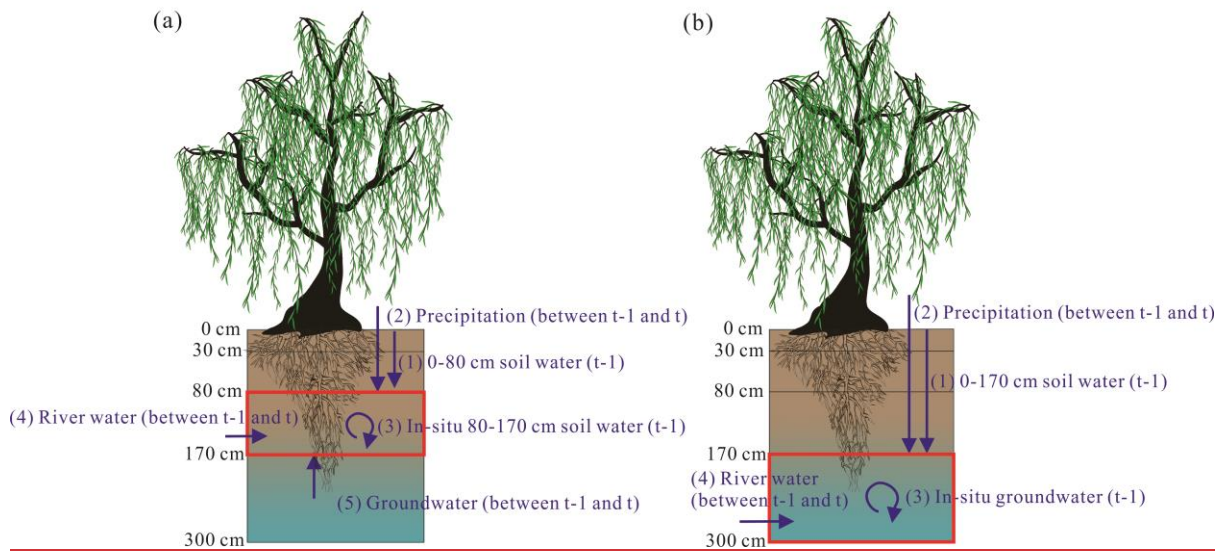 (a)
(2) Precipitation (between t-1 and t)
0 cm
30 cm
(1) 0-80 cm soil water (t-1)
80 cm
(4) River water (between t-1 and t)
(3) In-situ 80-170 cm soil water (t-1)
170 cm
(5) Groundwater (between t-1 and t)
300 cm
(b)
(2) Precipitation (between t-1 and t)
0 cm
30 cm
(1) 0-170 cm soil water (t-1)
80 cm
170 cm
(4) River water
(between t-1 and t)
(3) In-situ groundwater (t-1)
300 cm